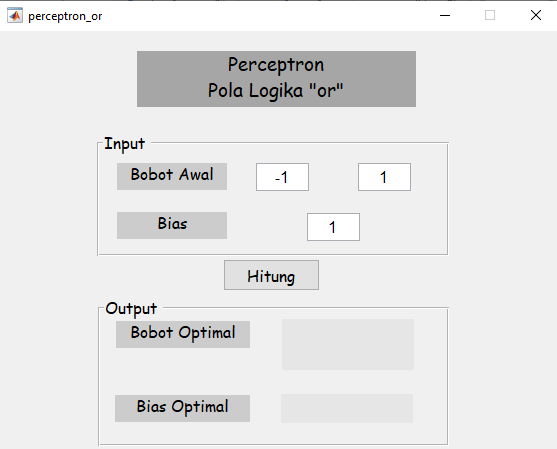 perceptron_or
Perceptron
Pola Logika "or"
Input
Bobot Awal -1 1
Bias 1
Hitung
Output
Bobot Optimal
Bias Optimal